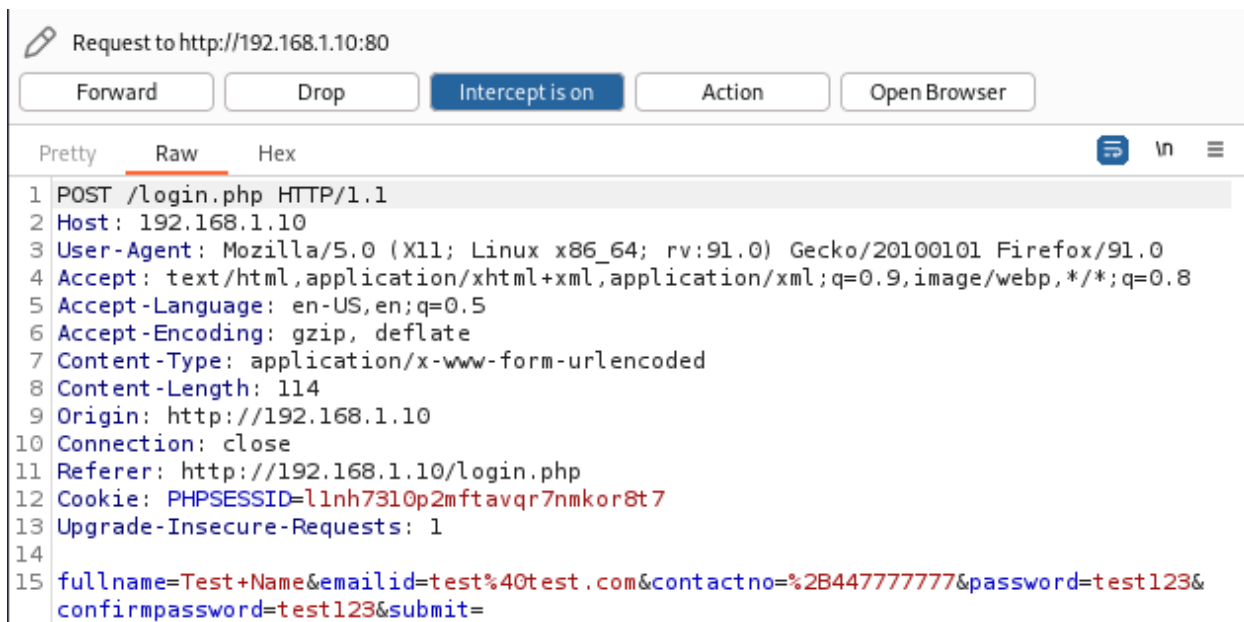 Request to http://192.168.1.10:80
Forward Drop Intercept is on Action Open Browser
Pretty Raw Hex \n
1 POST /login.php HTTP/1.1
2 Host: 192.168.1.10
3 User-Agent: Mozilla/5.0 (X11; Linux x86_64; rv:91.0) Gecko/20100101 Firefox/91.0
4 Accept: text/html,application/xhtml+xml,application/xml;q=0.9,image/webp,*/*;q=0.8
5 Accept-Language: en-US,en;q=0.5
6 Accept-Encoding: gzip, deflate
7 Content-Type: application/x-www-form-urlencoded
8 Content-Length: 114
9 Origin: http://192.168.1.10
10 Connection: close
11 Referer: http://192.168.1.10/login.php
12 Cookie: PHPSESSID=l1nh73l0p2mftavqr7nmkor8t7
13 Upgrade-Insecure-Requests: 1
14
15 fullname=Test+Name&emailid=test%40test.com&contactno=%2B447777777&password=test123&
confirmpassword=test123&submit=